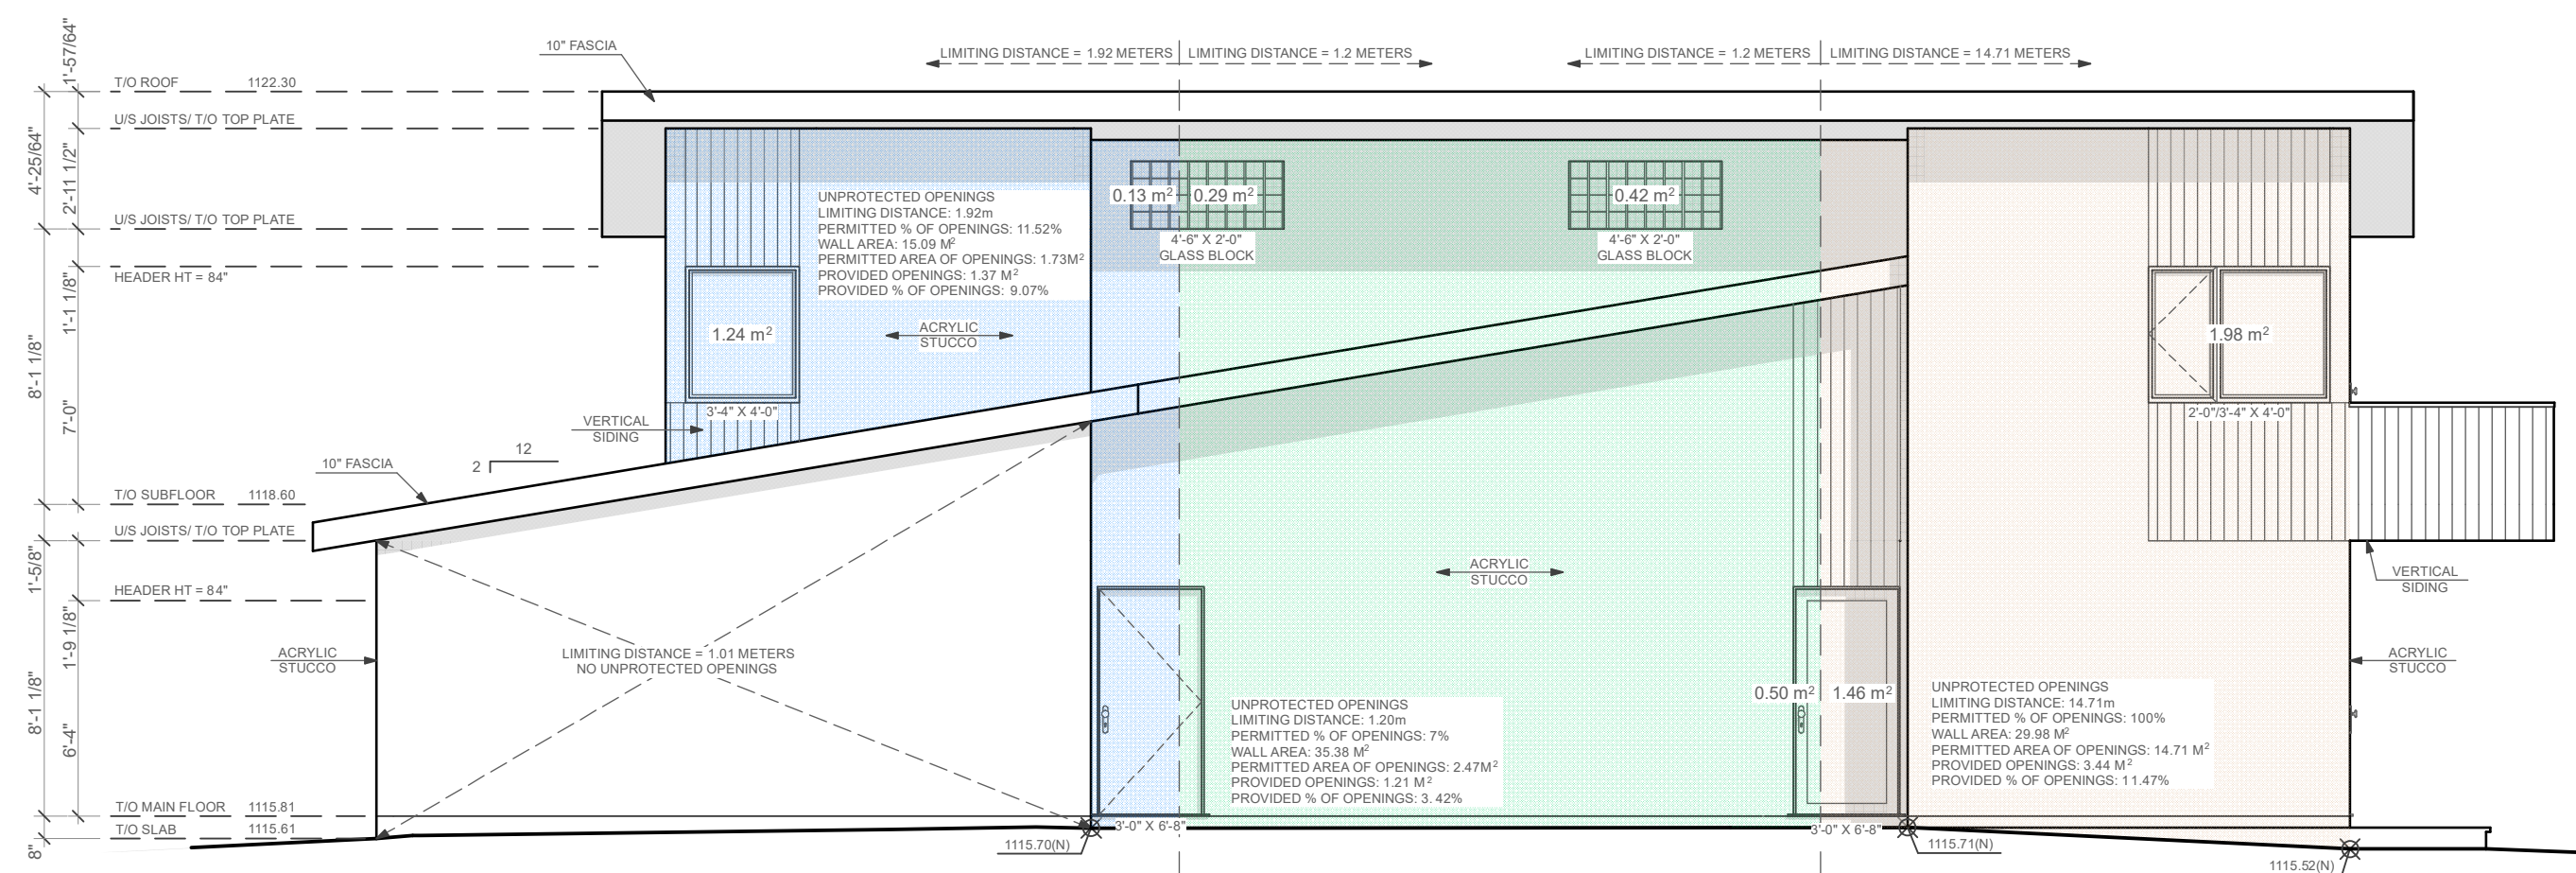 10" FASCIA
LIMITING DISTANCE = 1.92 METERS
LIMITING DISTANCE = 1.2 METERS
LIMITING DISTANCE = 1.2 METERS
LIMITING DISTANCE = 14.71 METERS
1'-57/64"
T/O ROOF 1122.30
U/S JOISTS/ T/O TOP PLATE
4'-25/64"
2'-11 1/2"
U/S JOISTS/ T/O TOP PLATE
HEADER HT = 84"
1'-1 1/8"
8'-1 1/8"
7'-0"
UNPROTECTED OPENINGS
LIMITING DISTANCE: 1.92m
PERMITTED % OF OPENINGS: 11.52%
WALL AREA: 15.09 M²
PERMITTED AREA OF OPENINGS: 1.73M²
PROVIDED OPENINGS: 1.37 M²
PROVIDED % OF OPENINGS: 9.07%
0.13 m²
0.29 m²
4'-6" X 2'-0"
GLASS BLOCK
0.42 m²
4'-6" X 2'-0"
GLASS BLOCK
1.24 m²
3'-4" X 4'-0"
ACRYLIC
STUCCO
1.98 m²
2'-0"/3'-4" X 4'-0"
VERTICAL
SIDING
12
2
10" FASCIA
T/O SUBFLOOR 1118.60
U/S JOISTS/ T/O TOP PLATE
1'-5/8"
HEADER HT = 84"
1'-9 1/8"
8'-1 1/8"
6'-4"
ACRYLIC
STUCCO
LIMITING DISTANCE = 1.01 METERS
NO UNPROTECTED OPENINGS
ACRYLIC
STUCCO
VERTICAL
SIDING
ACRYLIC
STUCCO
UNPROTECTED OPENINGS
LIMITING DISTANCE: 1.20m
PERMITTED % OF OPENINGS: 7%
WALL AREA: 35.38 M²
PERMITTED AREA OF OPENINGS: 2.47M²
PROVIDED OPENINGS: 1.21 M²
PROVIDED % OF OPENINGS: 3.42%
0.50 m²
1.46 m²
UNPROTECTED OPENINGS
LIMITING DISTANCE: 14.71m
PERMITTED % OF OPENINGS: 100%
WALL AREA: 29.98 M²
PERMITTED AREA OF OPENINGS: 14.71 M²
PROVIDED OPENINGS: 3.44 M²
PROVIDED % OF OPENINGS: 11.47%
T/O MAIN FLOOR 1115.81
T/O SLAB 1115.61
8"
3'-0" X 6'-8"
3'-0" X 6'-8"
1115.70(N)
1115.71(N)
1115.52(N)